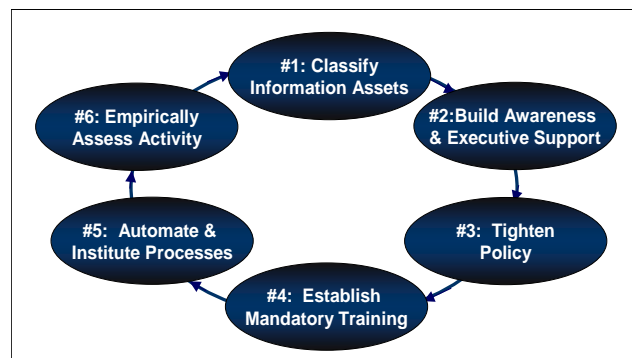 #1: Classify
Information Assets
#2:Build Awareness
& Executive Support
#3: Tighten
Policy
#4: Establish
Mandatory Training
#5: Automate &
Institute Processes
#6: Empirically
Assess Activity